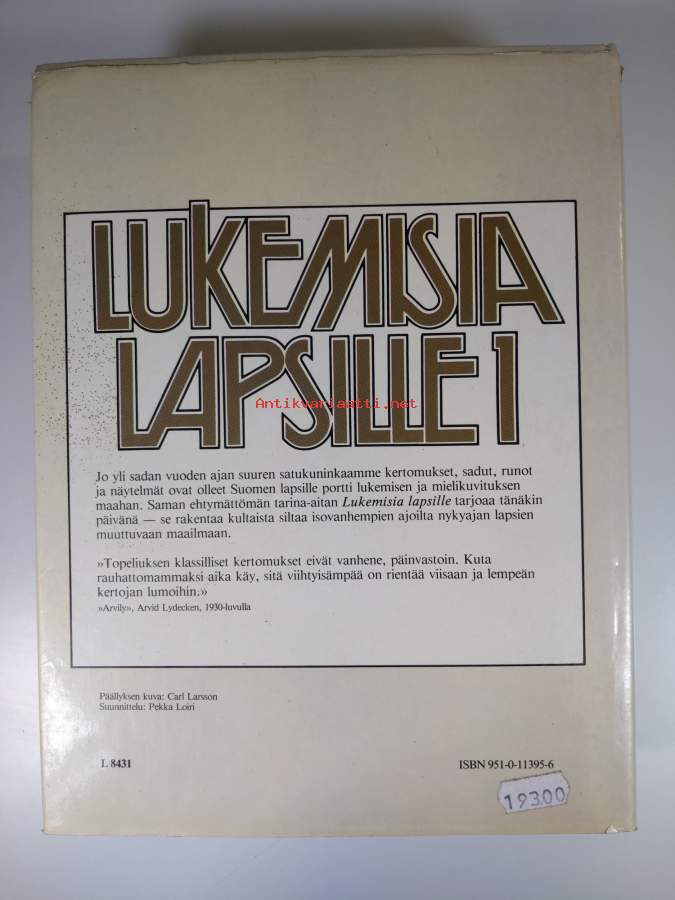 LUKEMISIA
LAPSILLE 1
Antikvariaatti.net
Jo yli sadan vuoden ajan suuren satukuninkaamme kertomukset, sadut, runot
ja näytelmät ovat olleet Suomen lapsille portti lukemisen ja mielikuvituksen
maahan. Saman ehtymättömän tarina-aitan Lukemisia lapsille tarjoaa tänäkin
päivänä — se rakentaa kultaista siltaa isovanhempien ajoilta nykyajan lapsien
muuttuvaan maailmaan.
»Topeliuksen klassilliset kertomukset eivät vanhene, päinvastoin. Kuta
rauhattomammaksi aika käy, sitä viihtyisämpää on rientää viisaan ja lempeän
kertojan lumoihin.»
»Arvily», Arvid Lydecken, 1930-luvulla
Päällyksen kuva: Carl Larsson
Suunnittelu: Pekka Loiri
L 8431
ISBN 951-0-11395-6
193.00